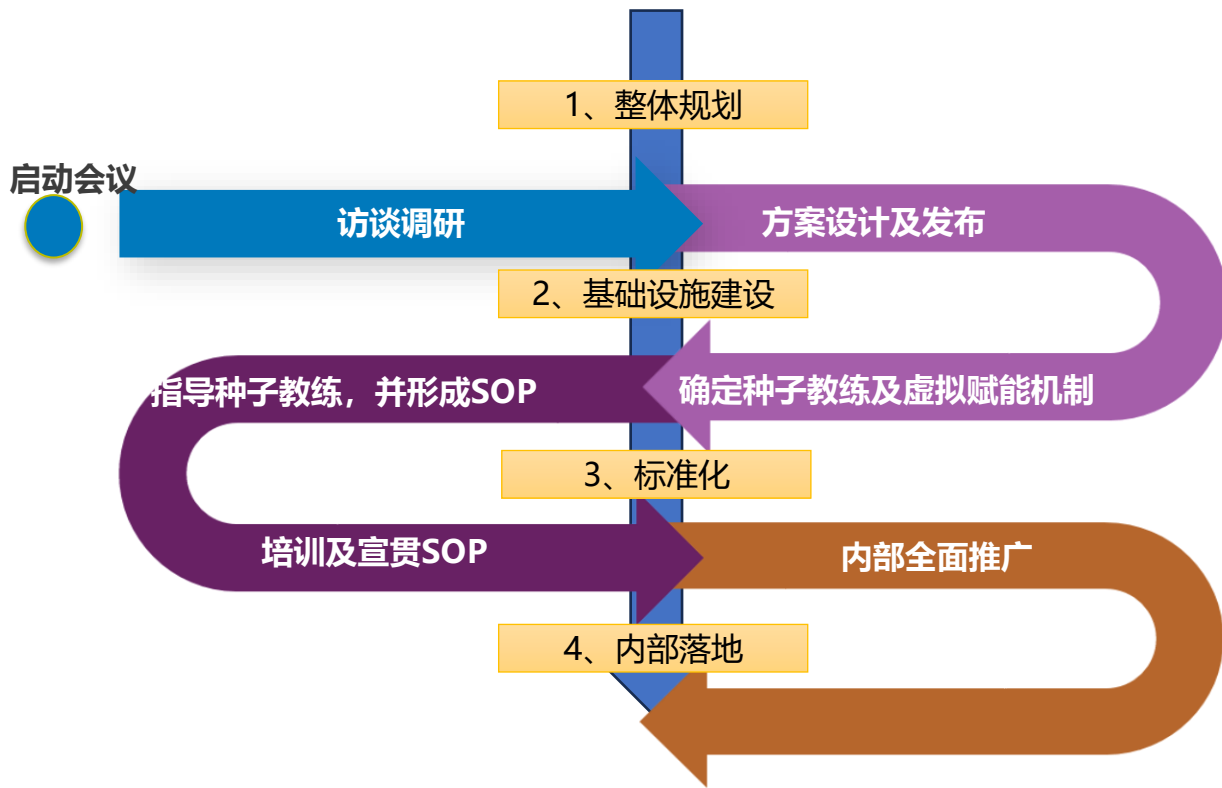 1、整体规划
启动会议
访谈调研
方案设计及发布
2、基础设施建设
指导种子教练，并形成SOP
确定种子教练及虚拟赋能机制
3、标准化
培训及宣贯SOP
内部全面推广
4、内部落地